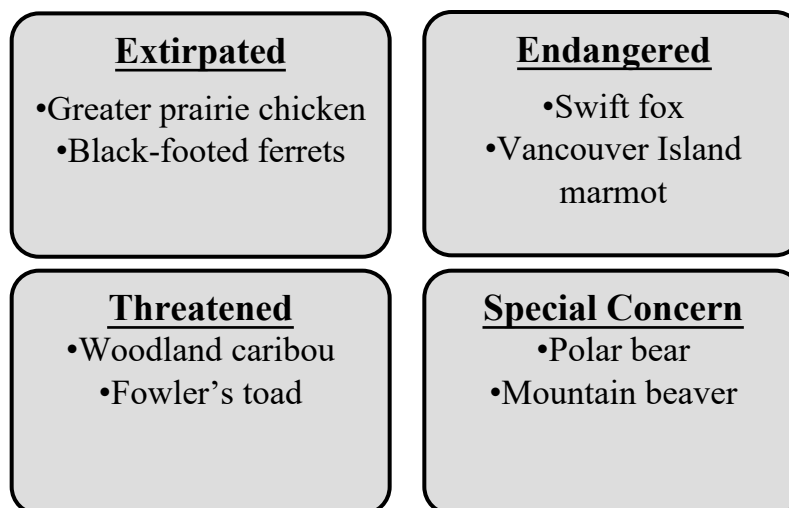 Extirpated
•Greater prairie chicken
•Black-footed ferrets
Endangered
•Swift fox
•Vancouver Island
marmot
Threatened
•Woodland caribou
•Fowler’s toad
Special Concern
•Polar bear
•Mountain beaver